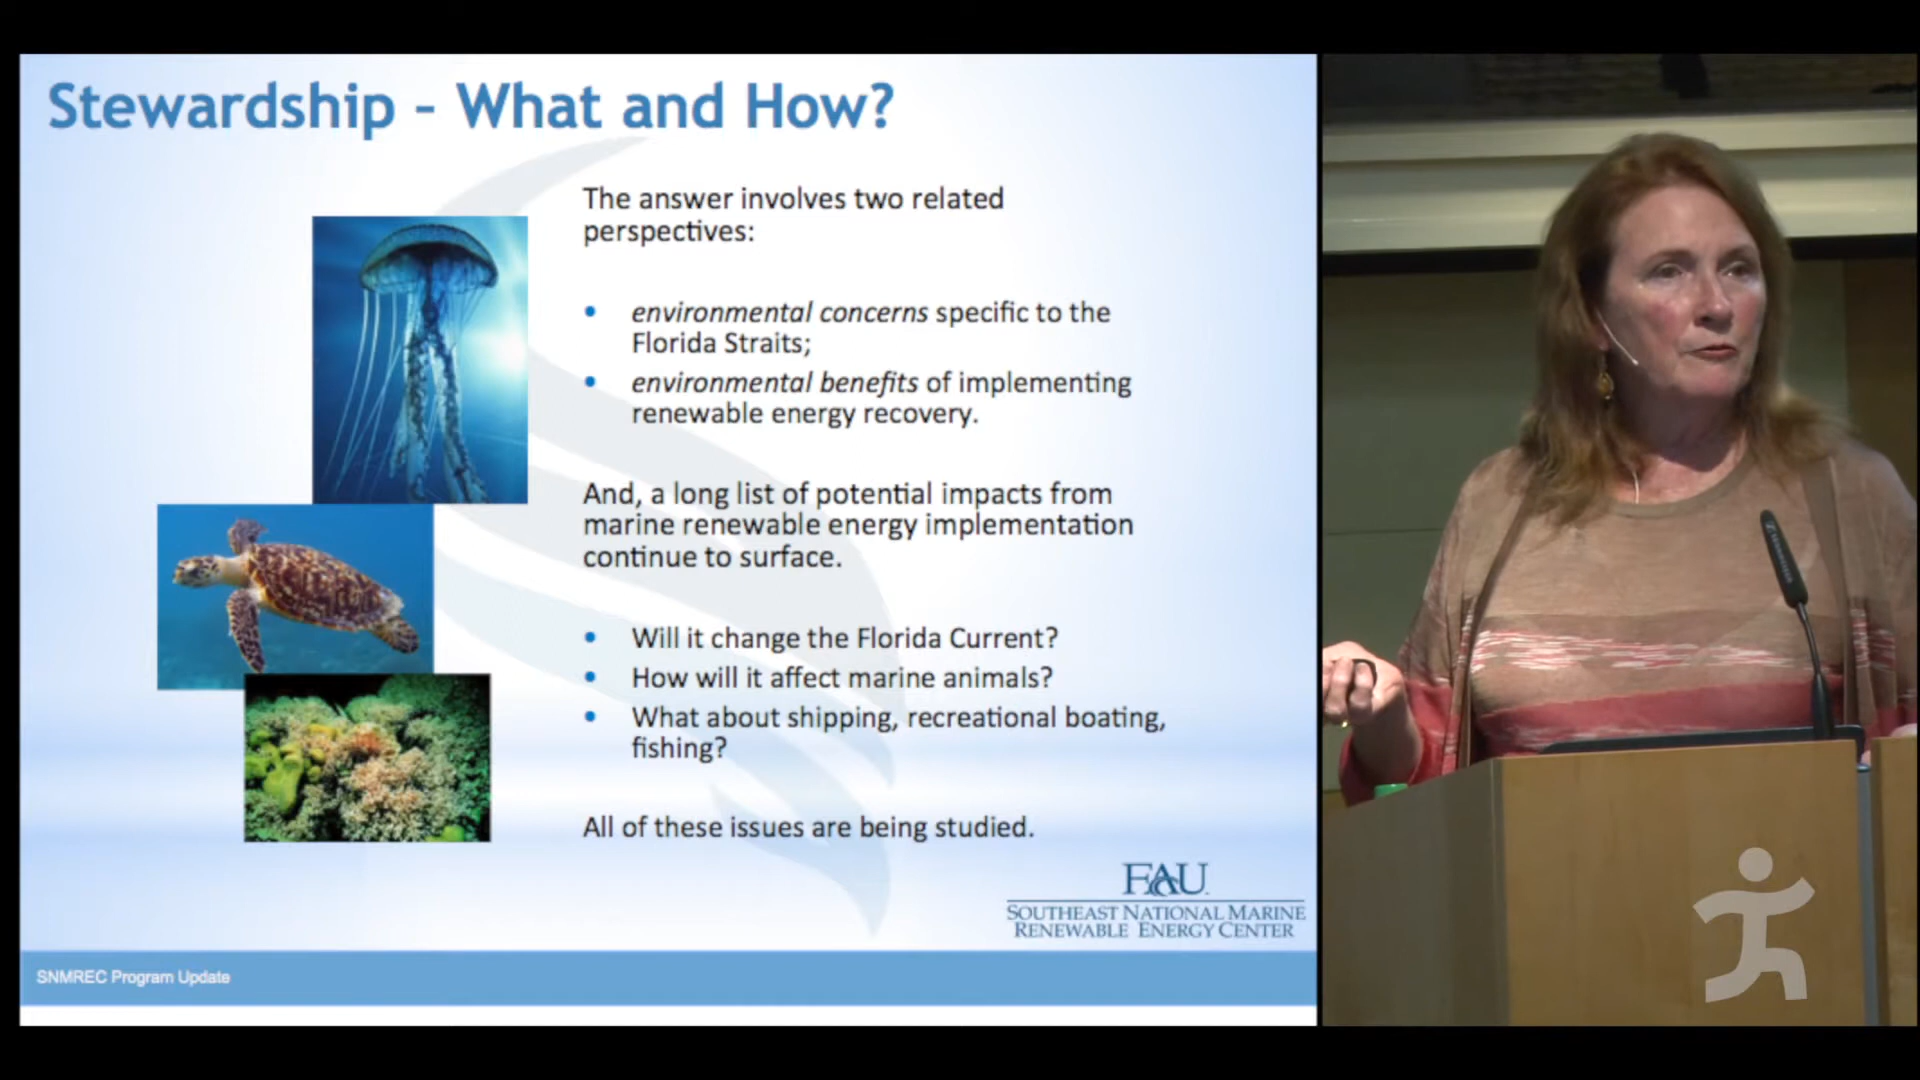 Stewardship – What and How?
The answer involves two related
perspectives:
• environmental concerns specific to the
Florida Straits;
• environmental benefits of implementing
renewable energy recovery.
And, a long list of potential impacts from
marine renewable energy implementation
continue to surface.
• Will it change the Florida Current?
• How will it affect marine animals?
• What about shipping, recreational boating,
fishing?
All of these issues are being studied.
FAU
SOUTHEAST NATIONAL MARINE
RENEWABLE ENERGY CENTER
SNMREC Program Update